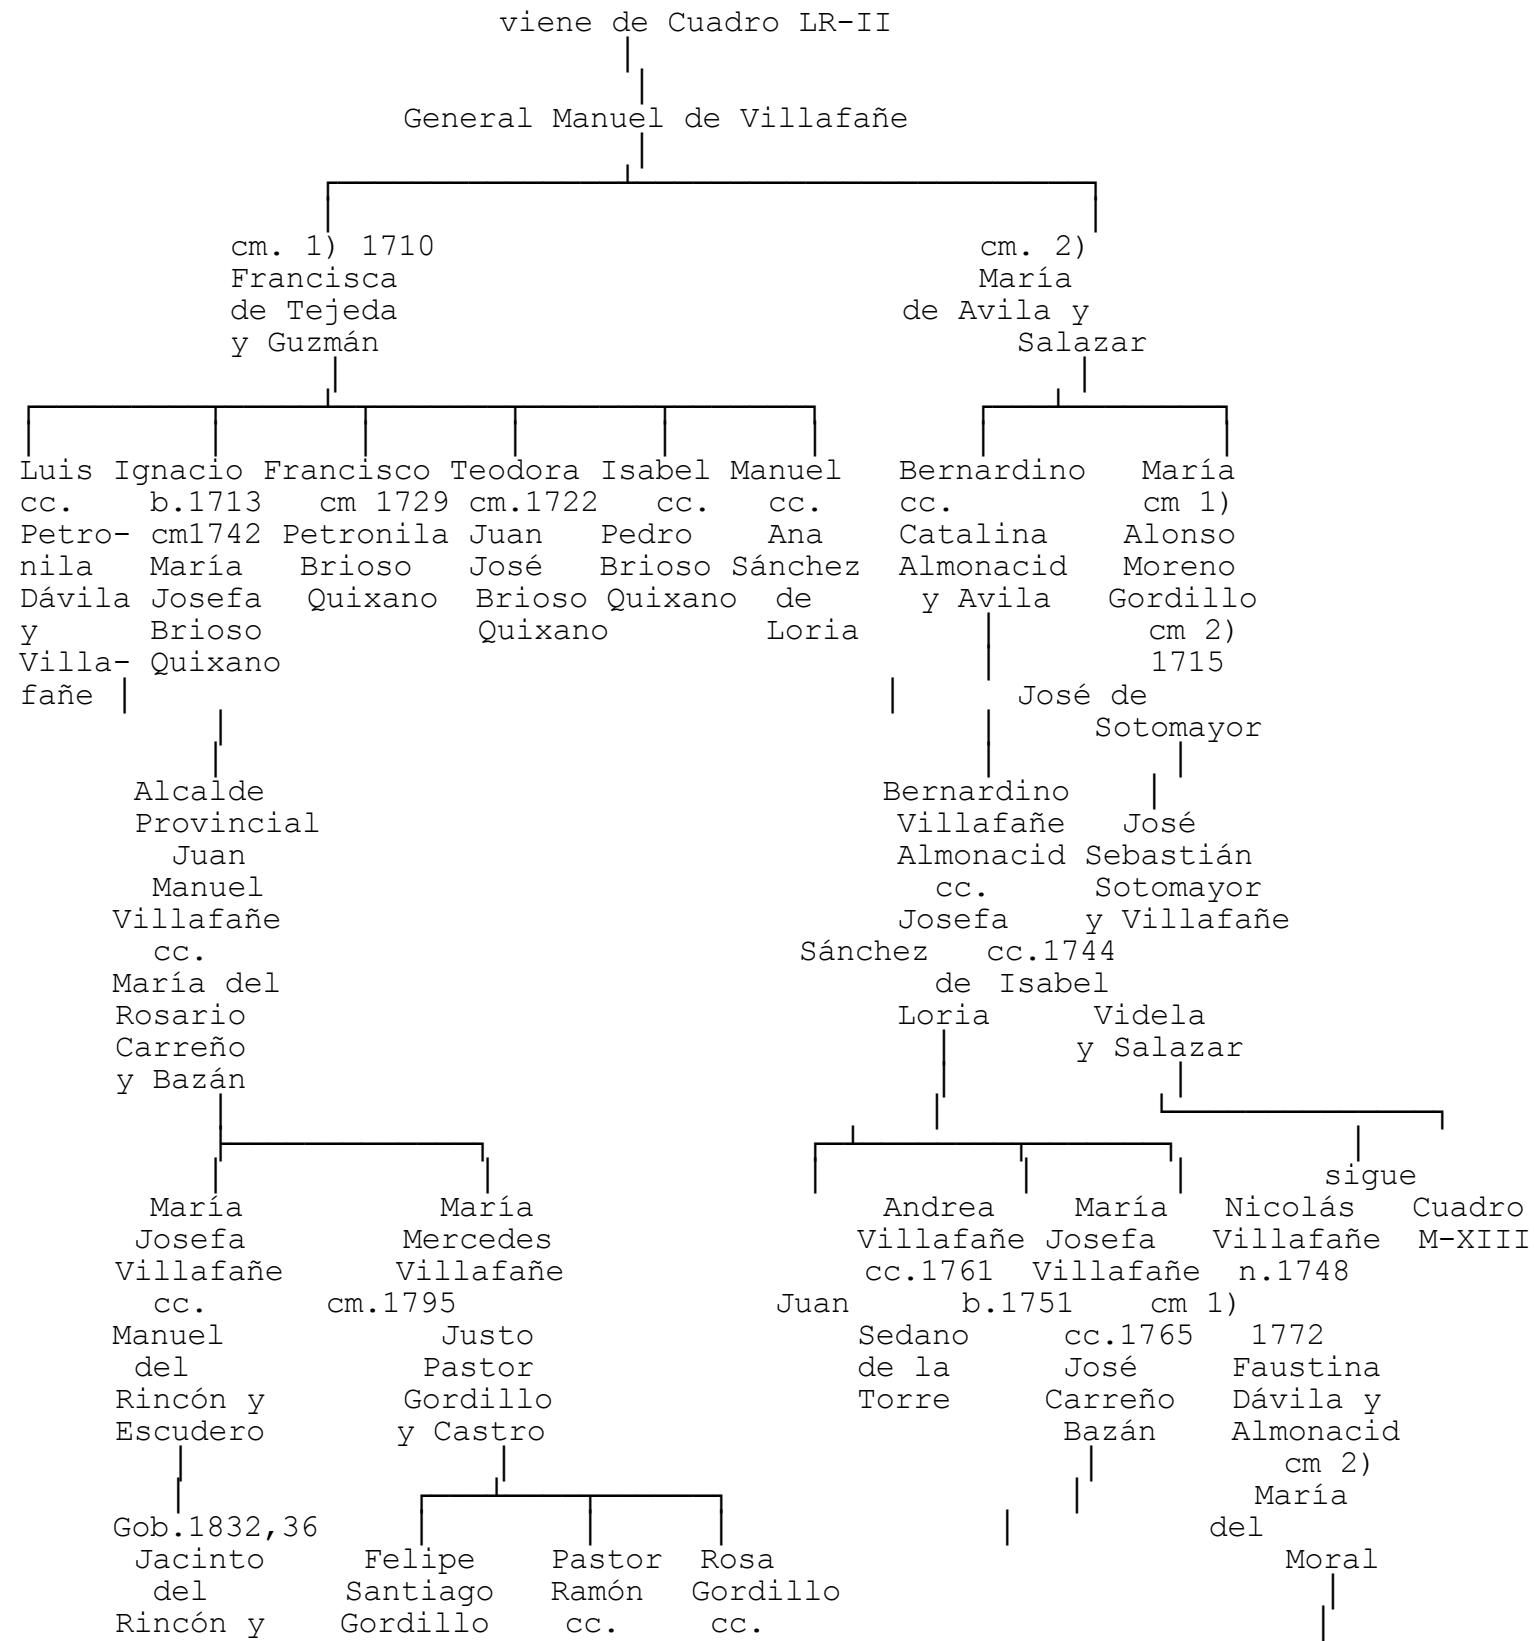 viene de Cuadro LR-II
General Manuel de Villafañe
cm. 1) 1710 cm. 2)
Francisca María
de Tejeda de Avila y
y Guzmán Salazar
Luis Ignacio Francisco Teodora Isabel Manuel Bernardino María
cc. b.1713 cm 1729 cm.1722 cc. cc. cc. cm 1)
Petro- cm1742 Petronila Juan Pedro Ana Catalina Alonso
nila María Brioso José Brioso Sánchez Almonacid Moreno
Dávila Josefa Quixano Brioso Quixano de y Avila Gordillo
y Brioso Quixano Loria cm 2)
Villa- Quixano 1715
fañe José de
Sotomayor
Alcalde Bernardino
Provincial Villafañe José
Juan Almonacid Sebastián
Manuel cc. Sotomayor
Villafañe Josefa y Villafañe
cc. Sánchez cc.1744
María del de Isabel
Rosario Loria Videla
Carreño y Salazar
y Bazán
sigue
María María Andrea María Nicolás Cuadro
Josefa Mercedes Villafañe Josefa Villafañe M-XIII
Villafañe Villafañe cc.1761 Villafañe n.1748
cc. cm.1795 Juan b.1751 cm 1)
Manuel Justo Sedano cc.1765 1772
del Pastor de la José Faustina
Rincón y Gordillo Torre Carreño Dávila y
Escudero y Castro Bazán Almonacid
cm 2)
María
Gob.1832,36 del
Jacinto Felipe Pastor Rosa Moral
del Santiago Ramón Gordillo
Rincón y Gordillo cc. cc.